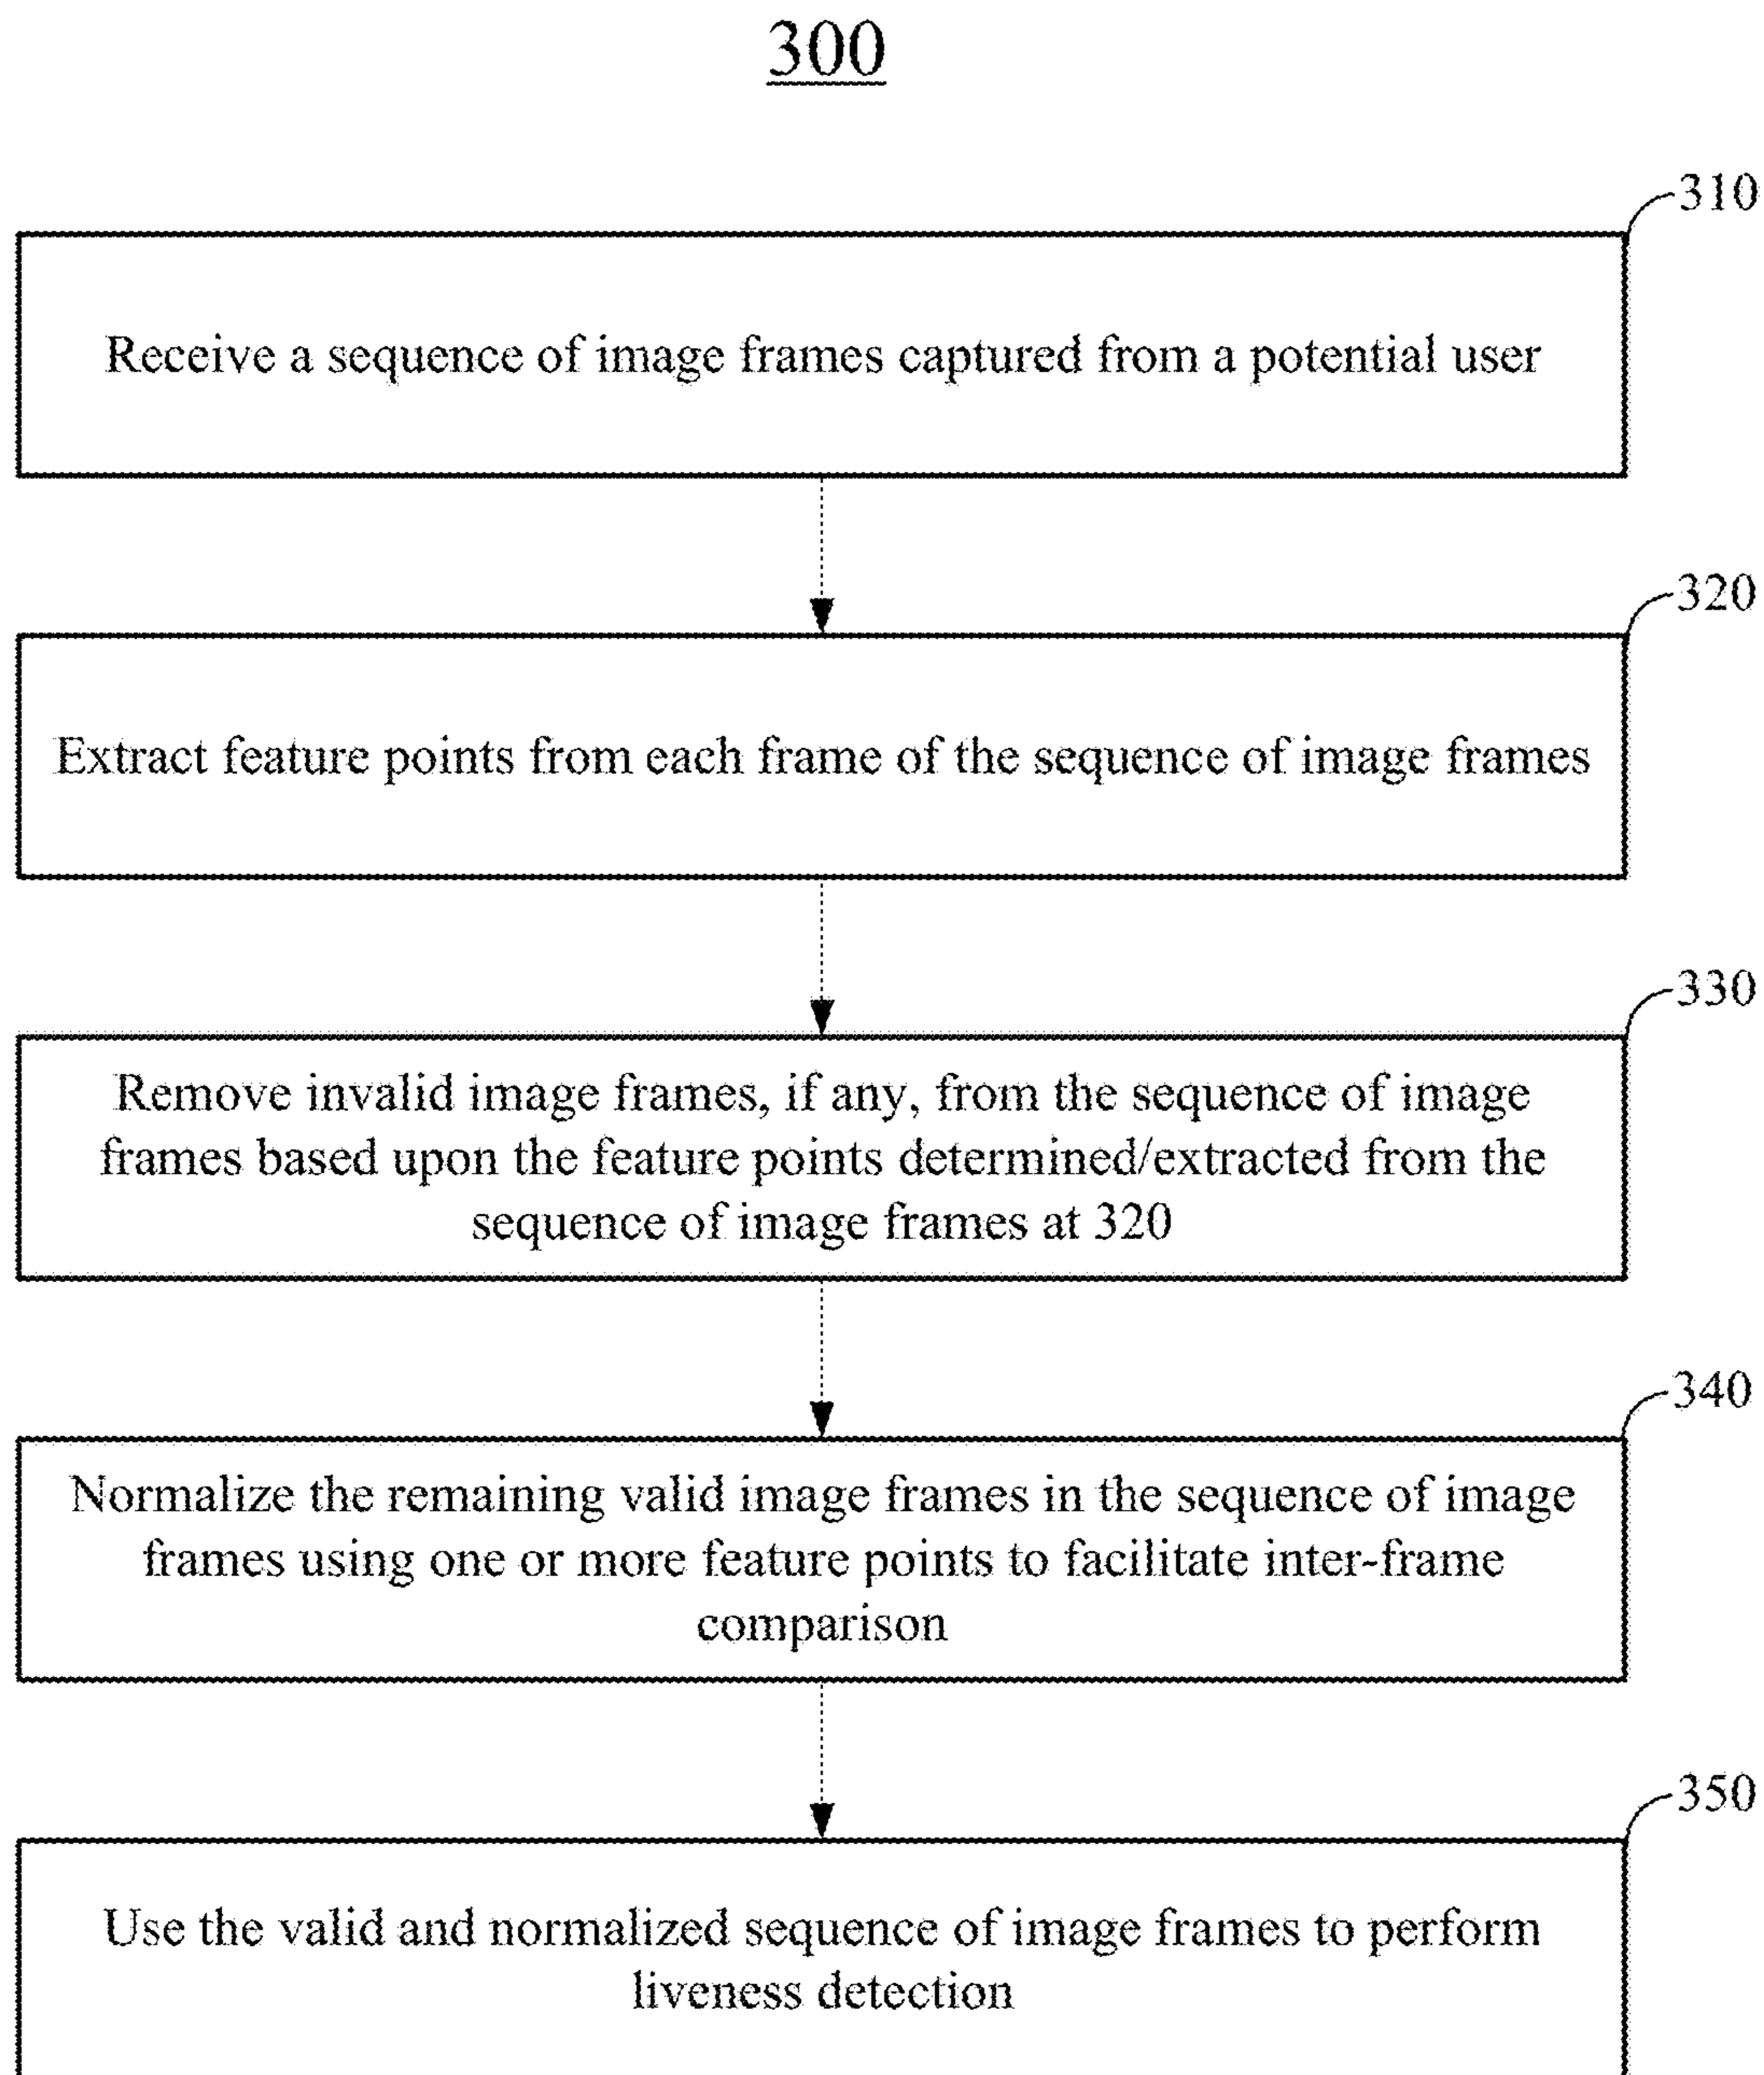 300
310
Receive a sequence of image frames captured from a potential user
320
Extract feature points from each frame of the sequence of image frames
330
Remove invalid image frames, if any, from the sequence of image
frames based upon the feature points determined/extracted from the
sequence of image frames at 320
340
Normalize the remaining valid image frames in the sequence of image
frames using one or more feature points to facilitate inter-frame
comparison
350
Use the valid and normalized sequence of image frames to perform
liveness detection